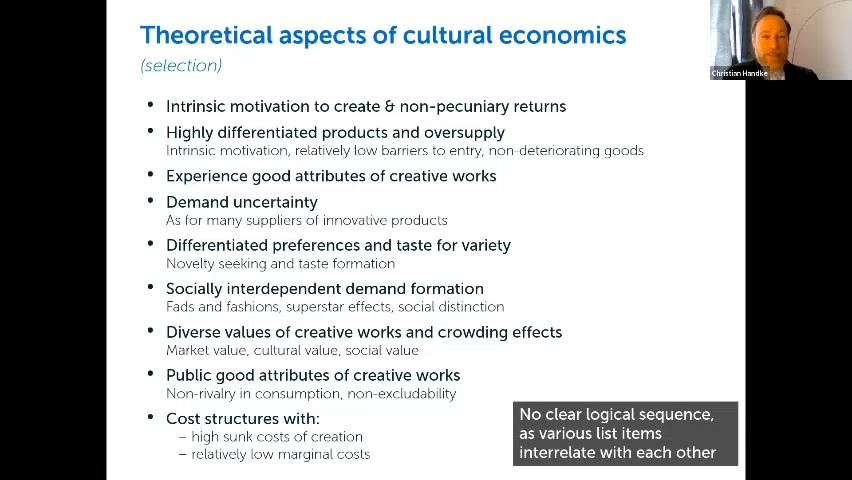 Theoretical aspects of cultural economics
(selection)
Christian Handke
• Intrinsic motivation to create & non-pecuniary returns
• Highly differentiated products and oversupply
Intrinsic motivation, relatively low barriers to entry, non-deteriorating goods
• Experience good attributes of creative works
• Demand uncertainty
As for many suppliers of innovative products
• Differentiated preferences and taste for variety
Novelty seeking and taste formation
• Socially interdependent demand formation
Fads and fashions, superstar effects, social distinction
• Diverse values of creative works and crowding effects
Market value, cultural value, social value
• Public good attributes of creative works
Non-rivalry in consumption, non-excludability
• Cost structures with:
– high sunk costs of creation
– relatively low marginal costs
No clear logical sequence,
as various list items
interrelate with each other